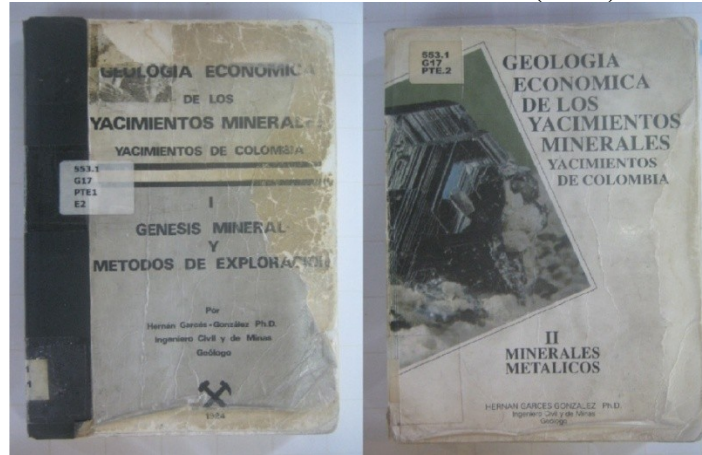 GEOLOGIA ECONOMICA
DE LOS
YACIMIENTOS MINERALES
YACIMIENTOS DE COLOMBIA
553.1
G17
PTE1
E2
I
GENESIS MINERAL
Y
METODOS DE EXPLORACION
Por
Hernán Garcés-González Ph.D.
Ingeniero Civil y de Minas
Geólogo
553.1
G17
PTE.2
GEOLOGIA
ECONOMICA
DE LOS
YACIMIENTOS
MINERALES
YACIMIENTOS
DE COLOMBIA
II
MINERALES
METALICOS
HERNAN GARCES GONZALEZ Ph.D.
Ingeniero Civil y de Minas
Geólogo